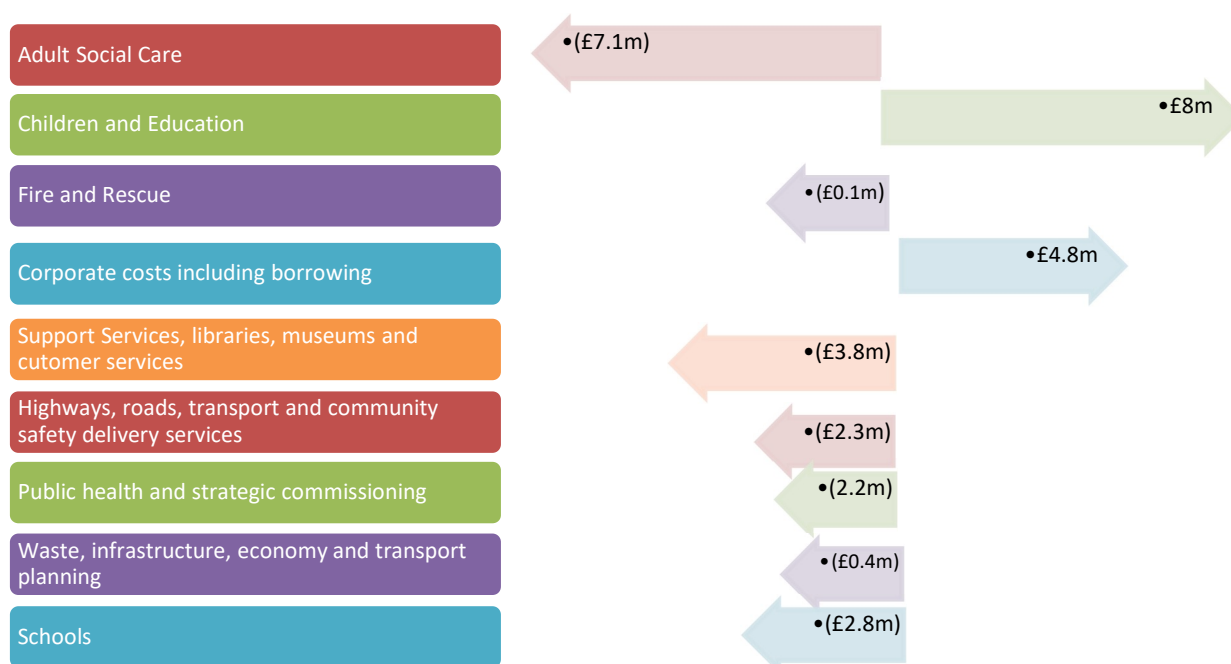 Adult Social Care
•(£7.1m)
Children and Education
•£8m
Fire and Rescue
•(£0.1m)
Corporate costs including borrowing
•£4.8m
Support Services, libraries, museums and
cutomer services
•(£3.8m)
Highways, roads, transport and community
safety delivery services
•(£2.3m)
Public health and strategic commissioning
•(2.2m)
Waste, infrastructure, economy and transport
planning
•(£0.4m)
Schools
•(£2.8m)